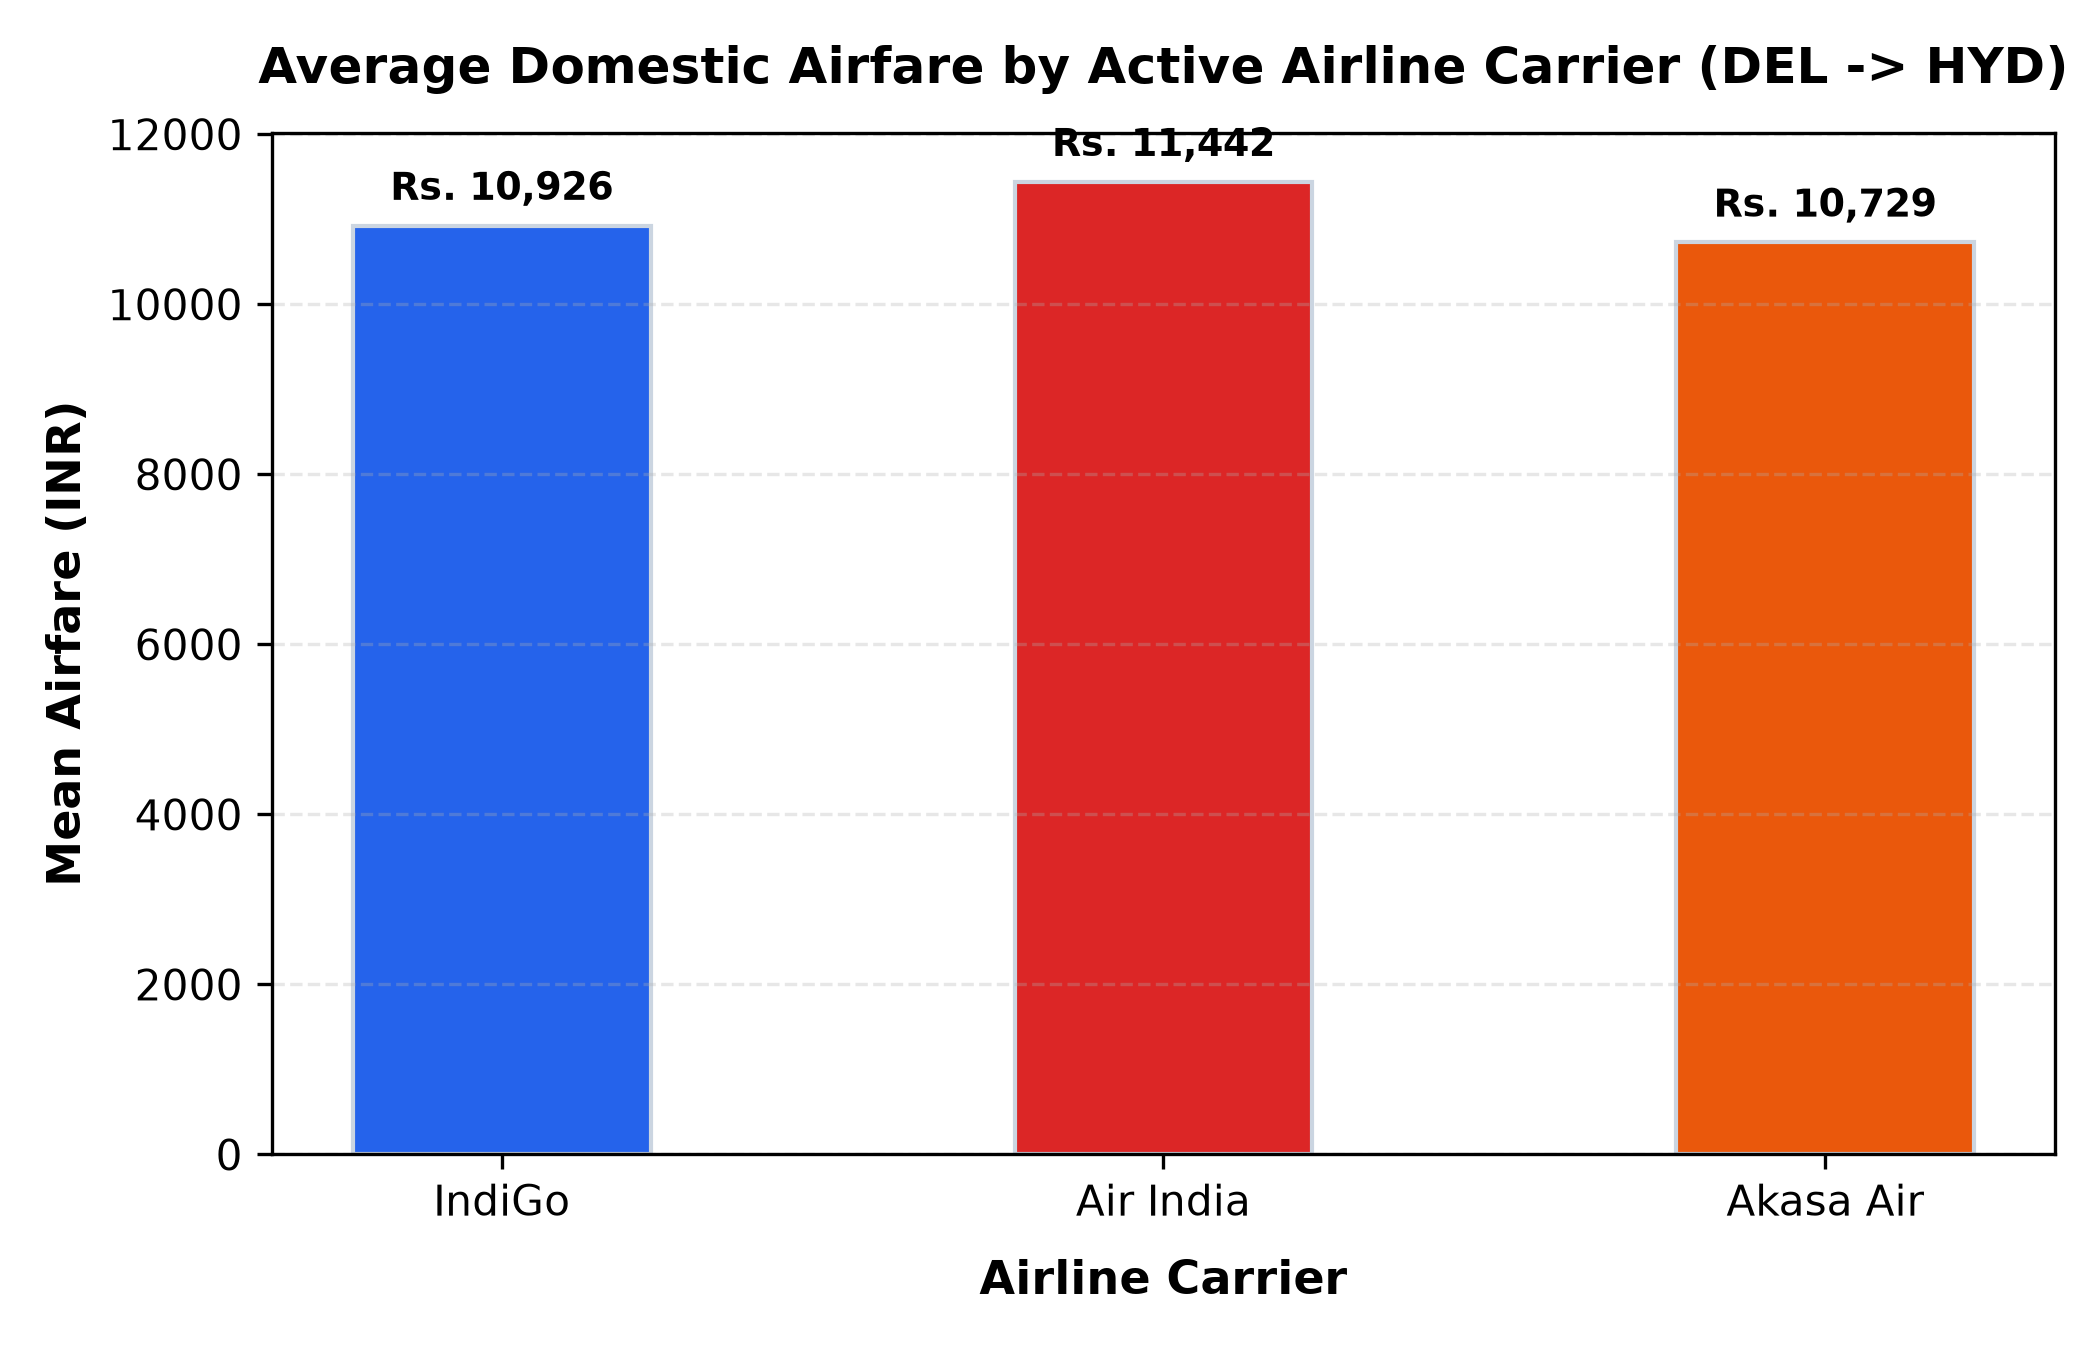 Average Domestic Airfare by Active Airline Carrier (DEL -> HYD)
12000
Rs. 11,442
Rs. 10,926
Rs. 10,729
10000
8000
6000
4000
2000
0
Mean Airfare (INR)
IndiGo Air India Akasa Air
Airline Carrier